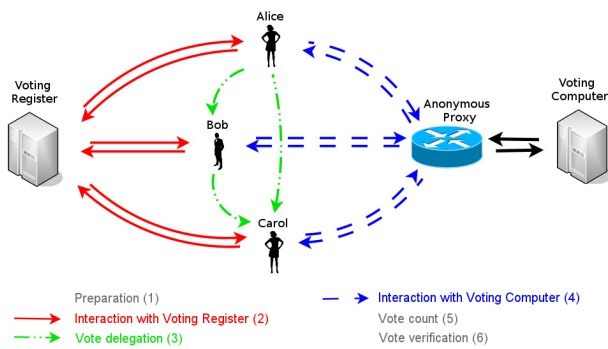 Alice
Voting
Register
Voting
Computer
Anonymous
Proxy
Bob
Carol
Preparation (1)
Interaction with Voting Register (2)
Vote delegation (3)
Interaction with Voting Computer (4)
Vote count (5)
Vote verification (6)